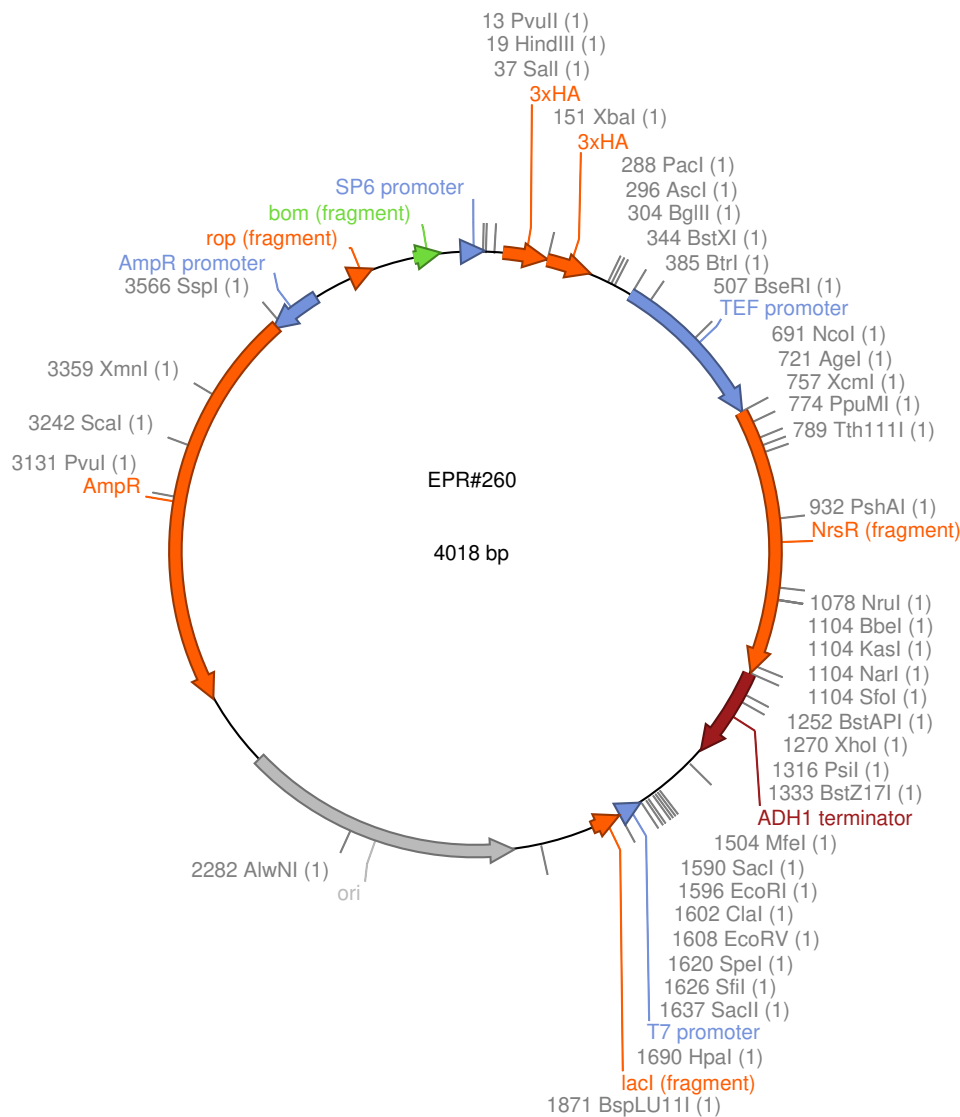 13 PvuII (1)
19 HindIII (1)
37 SalI (1)
3xHA
151 XbaI (1)
3xHA
288 PacI (1)
296 AscI (1)
304 BglII (1)
344 BstXI (1)
385 BtrI (1)
507 BseRI (1)
TEF promoter
691 NcoI (1)
721 AgeI (1)
757 XcmI (1)
774 PpuMI (1)
789 Tth111I (1)
932 PshAI (1)
NrsR (fragment)
1078 NruI (1)
1104 BbeI (1)
1104 KasI (1)
1104 NarI (1)
1104 SfoI (1)
1252 BstAPI (1)
1270 XhoI (1)
1316 PsiI (1)
1333 BstZ17I (1)
ADH1 terminator
1504 MfeI (1)
1590 SacI (1)
1596 EcoRI (1)
1602 ClaI (1)
1608 EcoRV (1)
1620 SpeI (1)
1626 SfiI (1)
1637 SacII (1)
T7 promoter
1690 HpaI (1)
lacI (fragment)
1871 BspLU11I (1)
2282 AlwNI (1)
ori
AmpR
3131 PvuI (1)
3242 ScaI (1)
3359 XmnI (1)
3566 SspI (1)
AmpR promoter
rop (fragment)
bom (fragment)
SP6 promoter
EPR#260
4018 bp